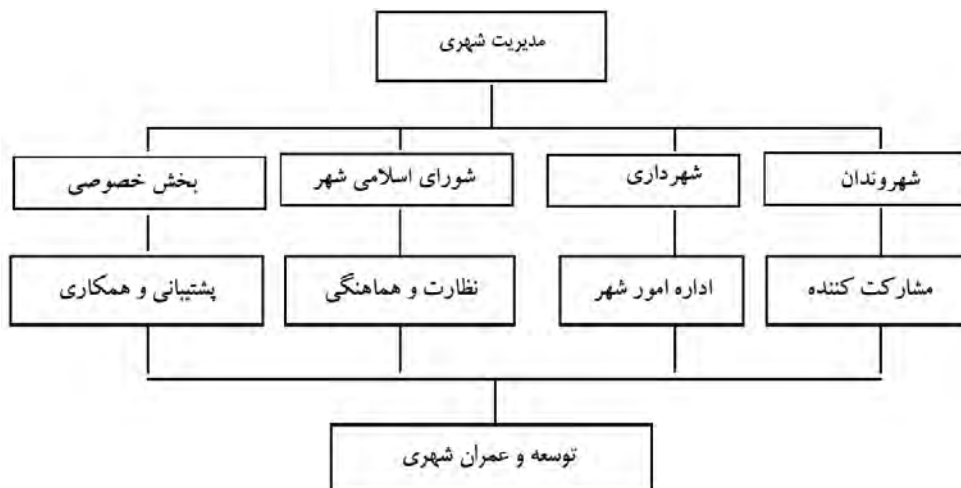 مدیریت شهری
شهروندان
شهرداری
شورای اسلامی شهر
بخش خصوصی
مشارکت کننده
اداره امور شهر
نظارت و هماهنگی
پشتیبانی و همکاری
توسعه و عمران شهری